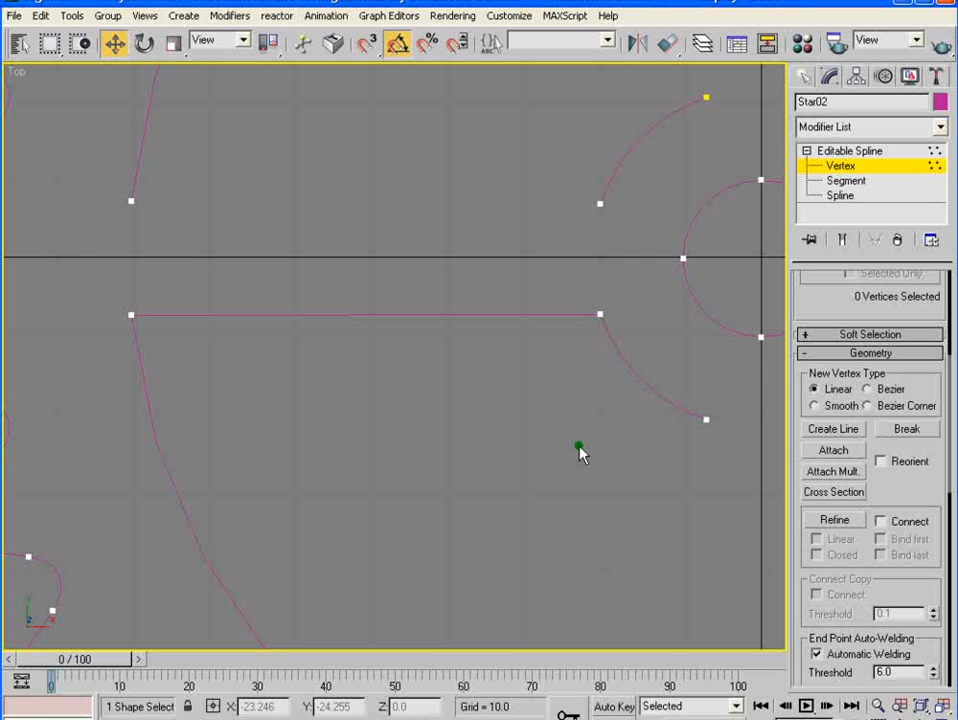 File Edit Tools Group Views Create Modifiers reactor Animation Graph Editors Rendering Customize MAXScript Help
View 3 % ABC View
Top
Star02
Modifier List
Editable Spline
Vertex
Segment
Spline
Selected Only
0 Vertices Selected
+ Soft Selection
- Geometry
New Vertex Type
Linear Bezier
Smooth Bezier Corner
Create Line Break
Attach
Reorient
Attach Mult.
Cross Section
Refine Connect
Linear Bind first
Closed Bind last
Connect Copy
Connect
Threshold 0.1
End Point Auto-Welding
Automatic Welding
Threshold 6.0
< 0 / 100 >
0 10 20 30 40 50 60 70 80 90 100
1 Shape Select X: -23.246 Y: -24.255 Z: 0.0 Grid = 10.0 Auto Key Selected